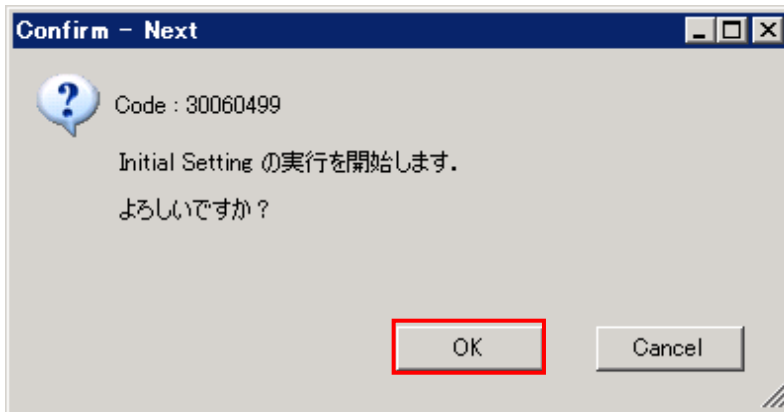 Confirm - Next
Code : 30060499
Initial Setting の実行を開始します.
よろしいですか？
OK
Cancel